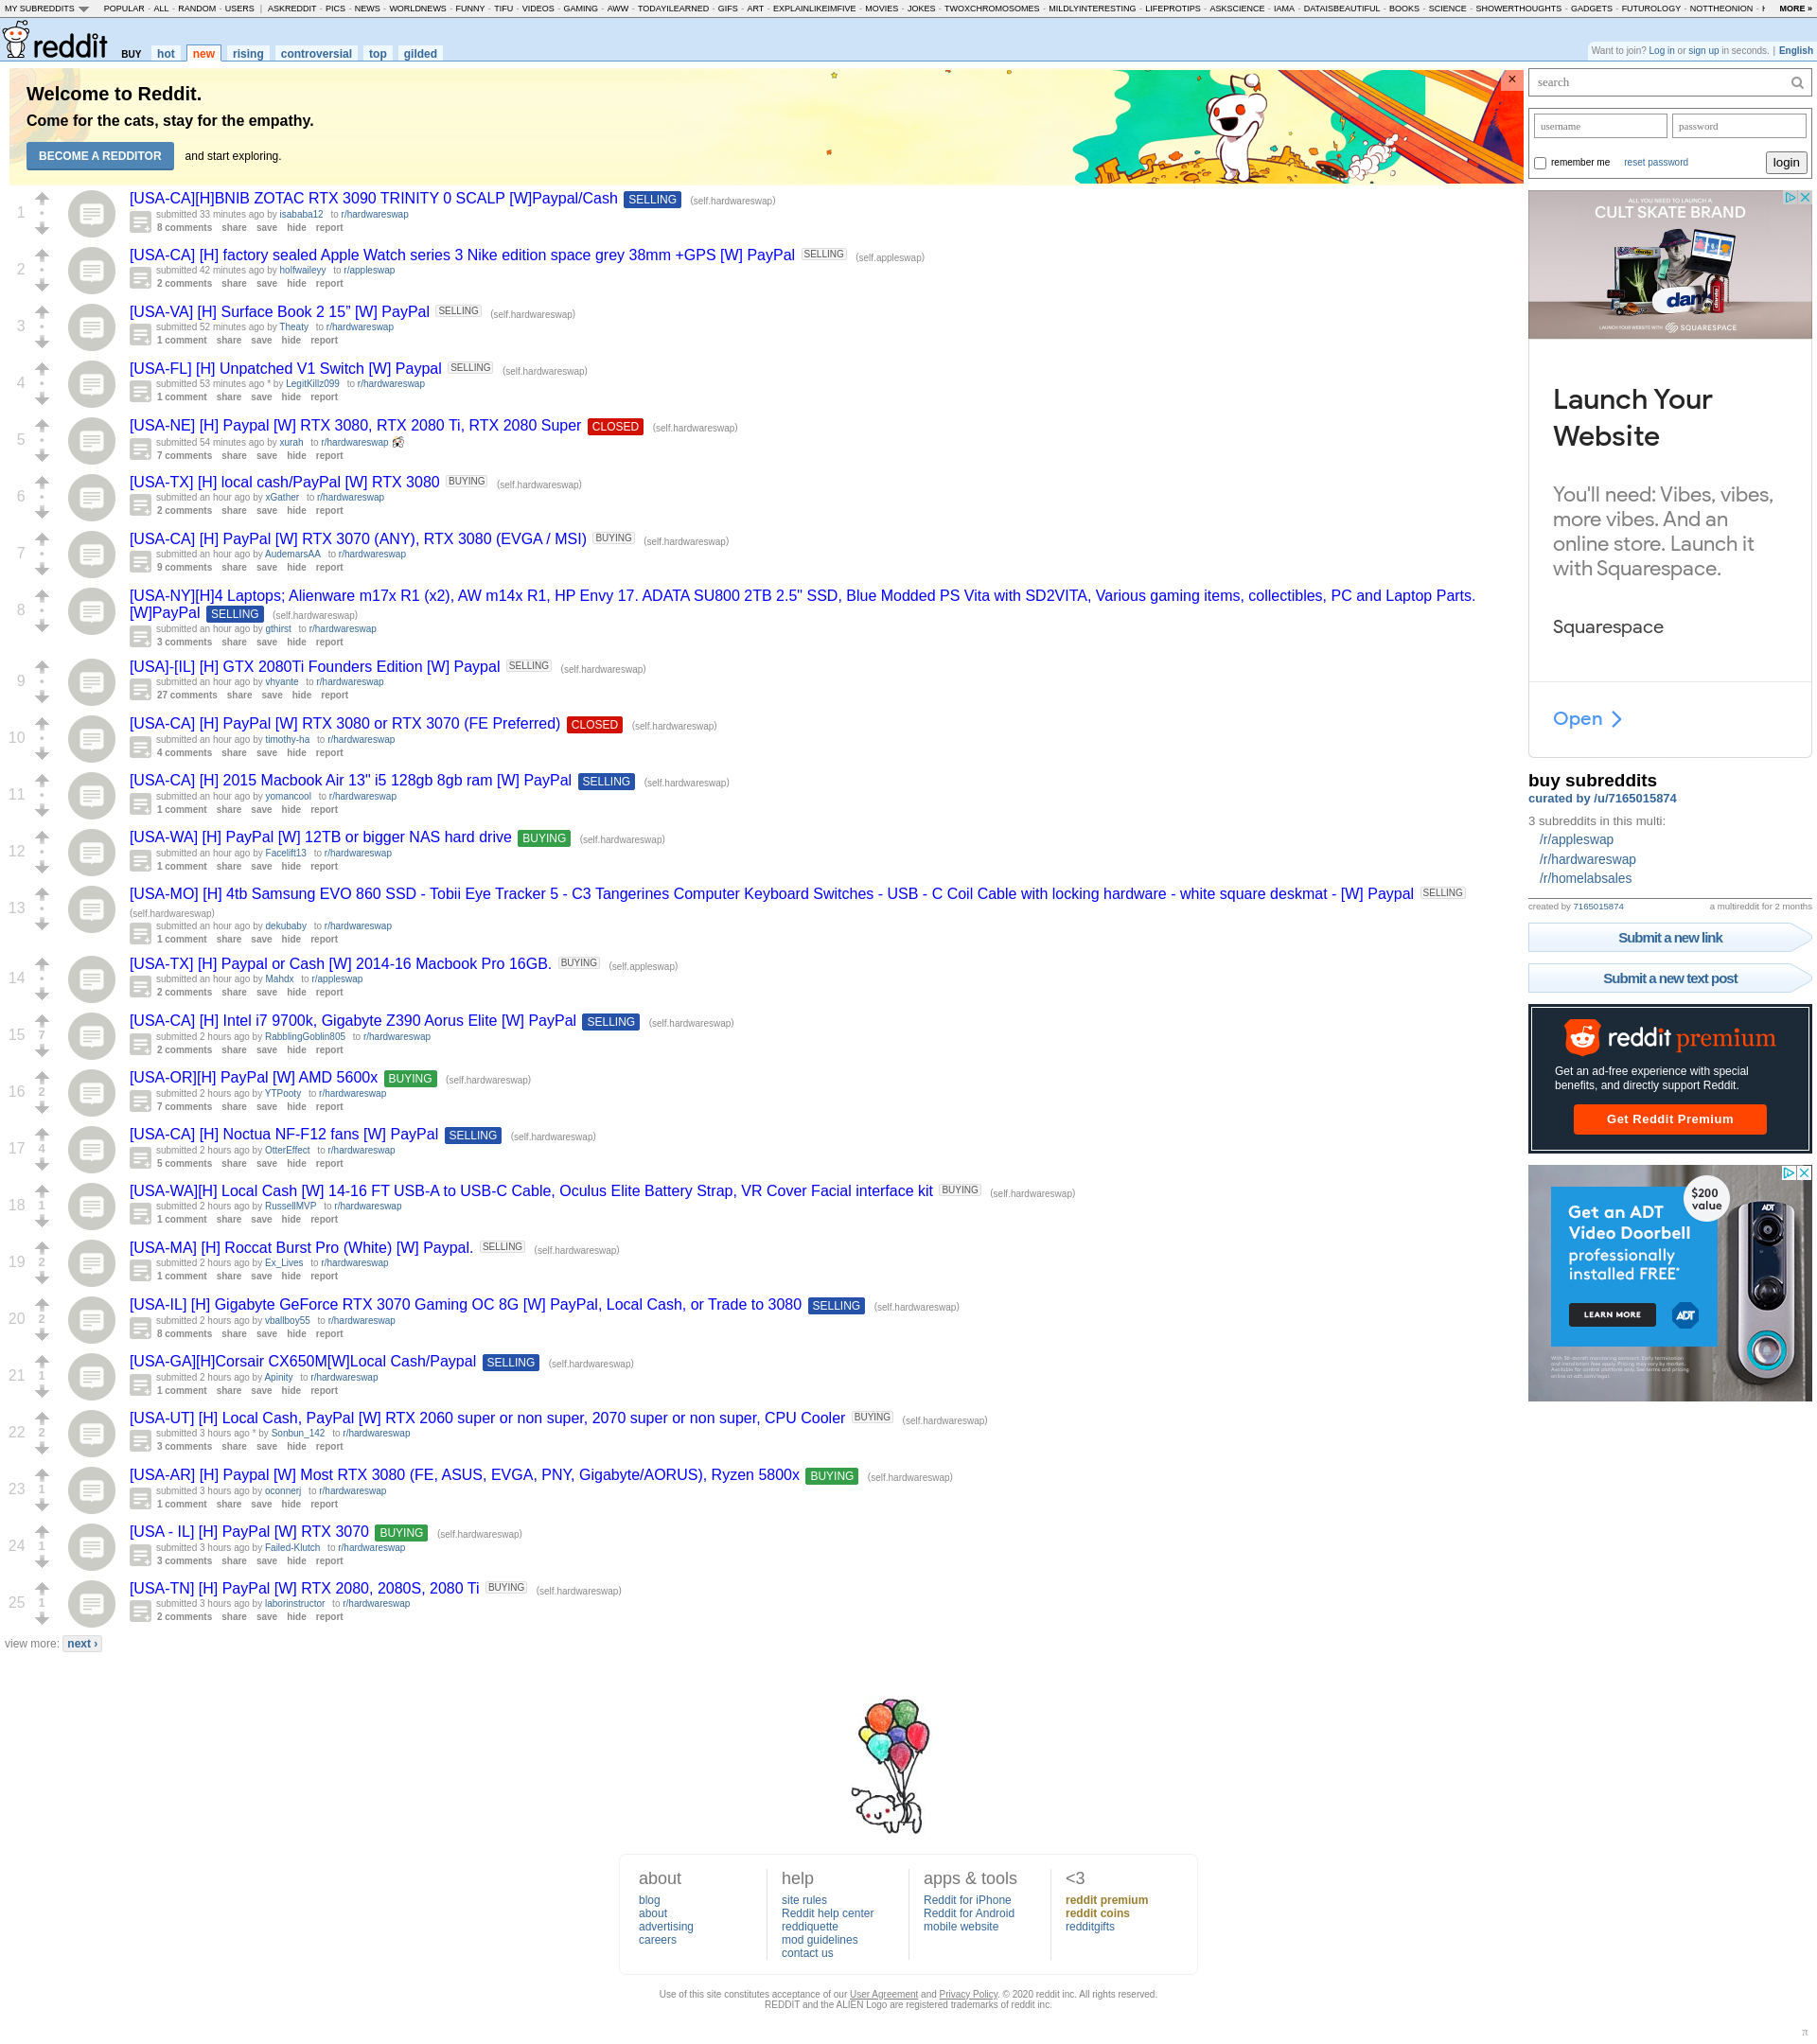 MY SUBREDDITS POPULAR - ALL - RANDOM - USERS | ASKREDDIT - PICS - NEWS - WORLDNEWS - FUNNY - TIFU - VIDEOS - GAMING - AWW - TODAYILEARNED - GIFS - ART - EXPLAINLIKEIMFIVE - MOVIES - JOKES - TWOXCHROMOSOMES - MILDLYINTERESTING - LIFEPROTIPS - ASKSCIENCE - IAMA - DATAISBEAUTIFUL - BOOKS - SCIENCE - SHOWERTHOUGHTS - GADGETS - FUTUROLOGY - NOTTHEONION - MORE »
reddit BUY hot new rising controversial top gilded
Want to join? Log in or sign up in seconds. | English
Welcome to Reddit.
Come for the cats, stay for the empathy.
BECOME A REDDITOR and start exploring.
1
[USA-CA][H]BNIB ZOTAC RTX 3090 TRINITY 0 SCALP [W]Paypal/Cash SELLING (self.hardwareswap)
submitted 33 minutes ago by isababa12 to r/hardwareswap
8 comments share save hide report
2
[USA-CA] [H] factory sealed Apple Watch series 3 Nike edition space grey 38mm +GPS [W] PayPal SELLING (self.appleswap)
submitted 42 minutes ago by holfwaileyy to r/appleswap
2 comments share save hide report
3
[USA-VA] [H] Surface Book 2 15” [W] PayPal SELLING (self.hardwareswap)
submitted 52 minutes ago by Theaty to r/hardwareswap
1 comment share save hide report
4
[USA-FL] [H] Unpatched V1 Switch [W] Paypal SELLING (self.hardwareswap)
submitted 53 minutes ago * by LegitKillz099 to r/hardwareswap
1 comment share save hide report
5
[USA-NE] [H] Paypal [W] RTX 3080, RTX 2080 Ti, RTX 2080 Super CLOSED (self.hardwareswap)
submitted 54 minutes ago by xurah to r/hardwareswap
7 comments share save hide report
6
[USA-TX] [H] local cash/PayPal [W] RTX 3080 BUYING (self.hardwareswap)
submitted an hour ago by xGather to r/hardwareswap
2 comments share save hide report
7
[USA-CA] [H] PayPal [W] RTX 3070 (ANY), RTX 3080 (EVGA / MSI) BUYING (self.hardwareswap)
submitted an hour ago by AudemarsAA to r/hardwareswap
9 comments share save hide report
8
[USA-NY][H]4 Laptops; Alienware m17x R1 (x2), AW m14x R1, HP Envy 17. ADATA SU800 2TB 2.5" SSD, Blue Modded PS Vita with SD2VITA, Various gaming items, collectibles, PC and Laptop Parts.
[W]PayPal SELLING (self.hardwareswap)
submitted an hour ago by gthirst to r/hardwareswap
3 comments share save hide report
9
[USA]-[IL] [H] GTX 2080Ti Founders Edition [W] Paypal SELLING (self.hardwareswap)
submitted an hour ago by vhyante to r/hardwareswap
27 comments share save hide report
10
[USA-CA] [H] PayPal [W] RTX 3080 or RTX 3070 (FE Preferred) CLOSED (self.hardwareswap)
submitted an hour ago by timothy-ha to r/hardwareswap
4 comments share save hide report
11
[USA-CA] [H] 2015 Macbook Air 13" i5 128gb 8gb ram [W] PayPal SELLING (self.hardwareswap)
submitted an hour ago by yomancool to r/hardwareswap
1 comment share save hide report
12
[USA-WA] [H] PayPal [W] 12TB or bigger NAS hard drive BUYING (self.hardwareswap)
submitted an hour ago by Facelift13 to r/hardwareswap
1 comment share save hide report
13
[USA-MO] [H] 4tb Samsung EVO 860 SSD - Tobii Eye Tracker 5 - C3 Tangerines Computer Keyboard Switches - USB - C Coil Cable with locking hardware - white square deskmat - [W] Paypal SELLING
(self.hardwareswap)
submitted an hour ago by dekubaby to r/hardwareswap
1 comment share save hide report
14
[USA-TX] [H] Paypal or Cash [W] 2014-16 Macbook Pro 16GB. BUYING (self.appleswap)
submitted an hour ago by Mahdx to r/appleswap
2 comments share save hide report
15 7
[USA-CA] [H] Intel i7 9700k, Gigabyte Z390 Aorus Elite [W] PayPal SELLING (self.hardwareswap)
submitted 2 hours ago by RabblingGoblin805 to r/hardwareswap
2 comments share save hide report
16 2
[USA-OR][H] PayPal [W] AMD 5600x BUYING (self.hardwareswap)
submitted 2 hours ago by YTPooty to r/hardwareswap
7 comments share save hide report
17 4
[USA-CA] [H] Noctua NF-F12 fans [W] PayPal SELLING (self.hardwareswap)
submitted 2 hours ago by OtterEffect to r/hardwareswap
5 comments share save hide report
18 1
[USA-WA][H] Local Cash [W] 14-16 FT USB-A to USB-C Cable, Oculus Elite Battery Strap, VR Cover Facial interface kit BUYING (self.hardwareswap)
submitted 2 hours ago by RussellMVP to r/hardwareswap
1 comment share save hide report
19 2
[USA-MA] [H] Roccat Burst Pro (White) [W] Paypal. SELLING (self.hardwareswap)
submitted 2 hours ago by Ex_Lives to r/hardwareswap
1 comment share save hide report
20 2
[USA-IL] [H] Gigabyte GeForce RTX 3070 Gaming OC 8G [W] PayPal, Local Cash, or Trade to 3080 SELLING (self.hardwareswap)
submitted 2 hours ago by vballboy55 to r/hardwareswap
8 comments share save hide report
21 1
[USA-GA][H]Corsair CX650M[W]Local Cash/Paypal SELLING (self.hardwareswap)
submitted 2 hours ago by Apinity to r/hardwareswap
1 comment share save hide report
22 2
[USA-UT] [H] Local Cash, PayPal [W] RTX 2060 super or non super, 2070 super or non super, CPU Cooler BUYING (self.hardwareswap)
submitted 3 hours ago * by Sonbun_142 to r/hardwareswap
3 comments share save hide report
23 1
[USA-AR] [H] Paypal [W] Most RTX 3080 (FE, ASUS, EVGA, PNY, Gigabyte/AORUS), Ryzen 5800x BUYING (self.hardwareswap)
submitted 3 hours ago by oconnerj to r/hardwareswap
1 comment share save hide report
24 1
[USA - IL] [H] PayPal [W] RTX 3070 BUYING (self.hardwareswap)
submitted 3 hours ago by Failed-Klutch to r/hardwareswap
3 comments share save hide report
25 1
[USA-TN] [H] PayPal [W] RTX 2080, 2080S, 2080 Ti BUYING (self.hardwareswap)
submitted 3 hours ago by laborinstructor to r/hardwareswap
2 comments share save hide report
view more: next ›
search
username password
remember me reset password login
ALL YOU NEED TO LAUNCH A
CULT SKATE BRAND
dan
LAUNCH YOUR WEBSITE WITH SQUARESPACE
Launch Your
Website
You'll need: Vibes, vibes,
more vibes. And an
online store. Launch it
with Squarespace.
Squarespace
Open
buy subreddits
curated by /u/7165015874
3 subreddits in this multi:
/r/appleswap
/r/hardwareswap
/r/homelabsales
created by 7165015874 a multireddit for 2 months
Submit a new link
Submit a new text post
reddit premium
Get an ad-free experience with special
benefits, and directly support Reddit.
Get Reddit Premium
$200
value
Get an ADT
Video Doorbell
professionally
installed FREE*
LEARN MORE ADT
ADT
about
blog
about
advertising
careers
help
site rules
Reddit help center
reddiquette
mod guidelines
contact us
apps & tools
Reddit for iPhone
Reddit for Android
mobile website
<3
reddit premium
reddit coins
redditgifts
Use of this site constitutes acceptance of our User Agreement and Privacy Policy. © 2020 reddit inc. All rights reserved.
REDDIT and the ALIEN Logo are registered trademarks of reddit inc.
π